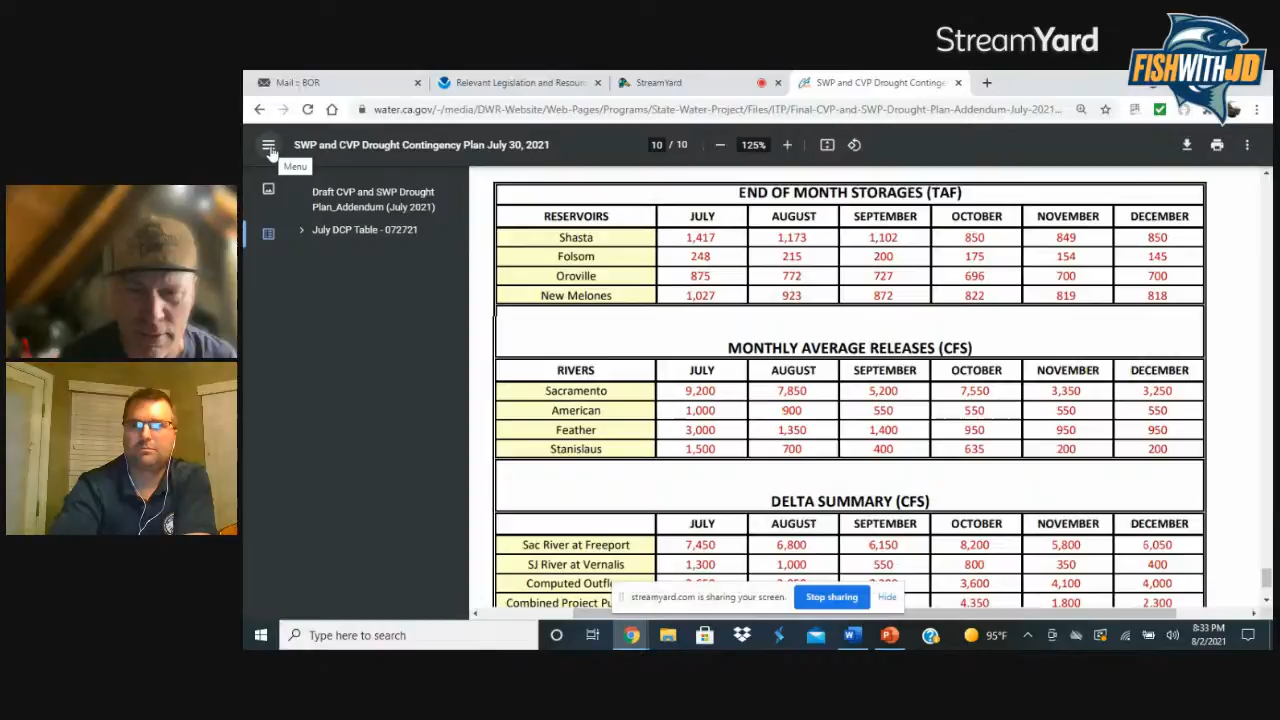 StreamYard
FISHWITHJD
Mail :: BOR
Relevant Legislation and Resour
StreamYard
SWP and CVP Drought Continge
water.ca.gov/-/media/DWR-Website/Web-Pages/Programs/State-Water-Project/Files/ITP/Final-CVP-and-SWP-Drought-Plan-Addendum-July-2021...
SWP and CVP Drought Contingency Plan July 30, 2021
10 / 10
125%
Menu
Draft CVP and SWP Drought
Plan_Addendum (July 2021)
July DCP Table - 072721
END OF MONTH STORAGES (TAF)
RESERVOIRS JULY AUGUST SEPTEMBER OCTOBER NOVEMBER DECEMBER
Shasta 1,417 1,173 1,102 850 849 850
Folsom 248 215 200 175 154 145
Oroville 875 772 727 696 700 700
New Melones 1,027 923 872 822 819 818
MONTHLY AVERAGE RELEASES (CFS)
RIVERS JULY AUGUST SEPTEMBER OCTOBER NOVEMBER DECEMBER
Sacramento 9,200 7,850 5,200 7,550 3,350 3,250
American 1,000 900 550 550 550 550
Feather 3,000 1,350 1,400 950 950 950
Stanislaus 1,500 700 400 635 200 200
DELTA SUMMARY (CFS)
JULY AUGUST SEPTEMBER OCTOBER NOVEMBER DECEMBER
Sac River at Freeport 7,450 6,800 6,150 8,200 5,800 6,050
SJ River at Vernalis 1,300 1,000 550 800 350 400
Computed Outfl 3,600 4,100 4,000
Combined Project Pu 4,350 1,800 2,300
streamyard.com is sharing your screen.
Stop sharing
Hide
Type here to search
95°F
8:33 PM
8/2/2021